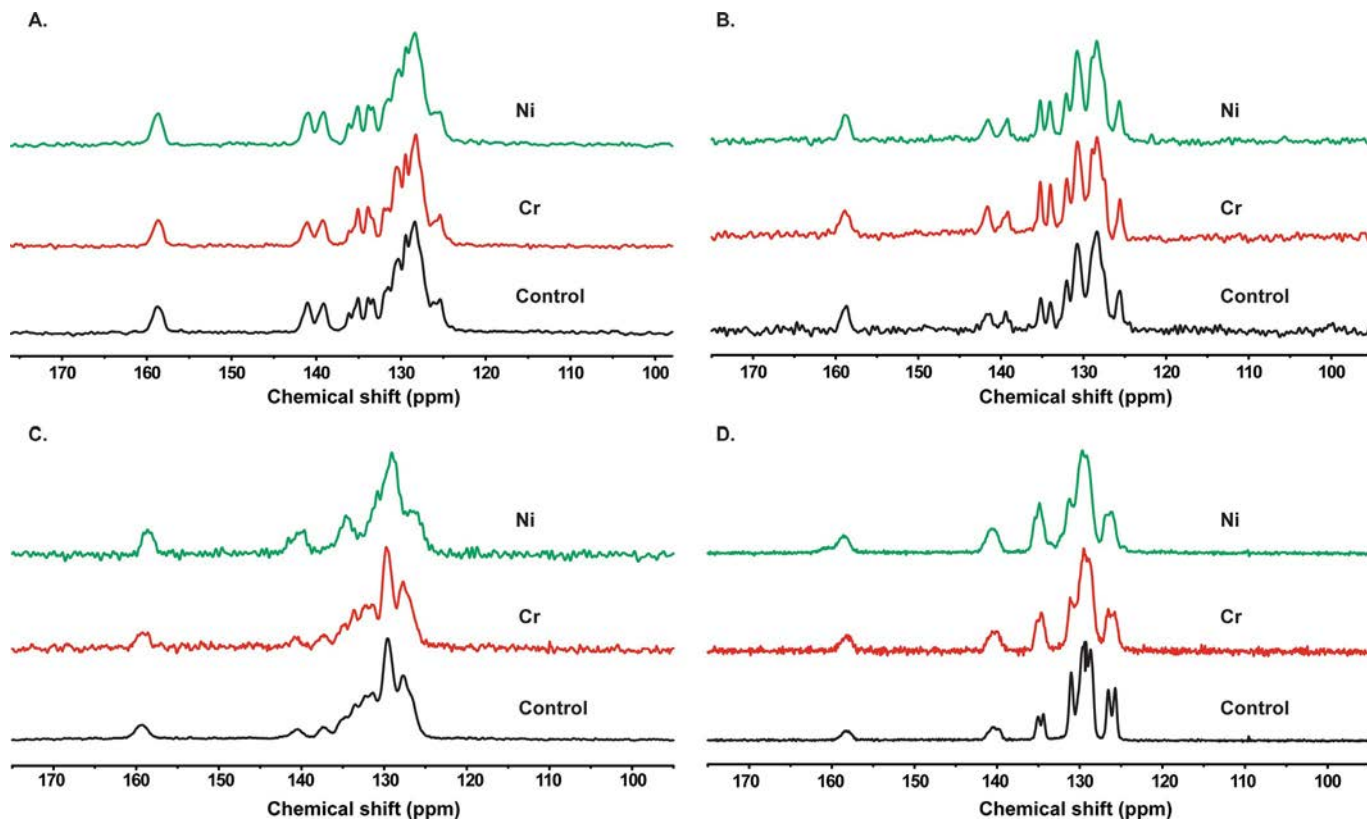 A.
Ni
Cr
Control
170 160 150 140 130 120 110 100
Chemical shift (ppm)
B.
Ni
Cr
Control
170 160 150 140 130 120 110 100
Chemical shift (ppm)
C.
Ni
Cr
Control
170 160 150 140 130 120 110 100
Chemical shift (ppm)
D.
Ni
Cr
Control
170 160 150 140 130 120 110 100
Chemical shift (ppm)